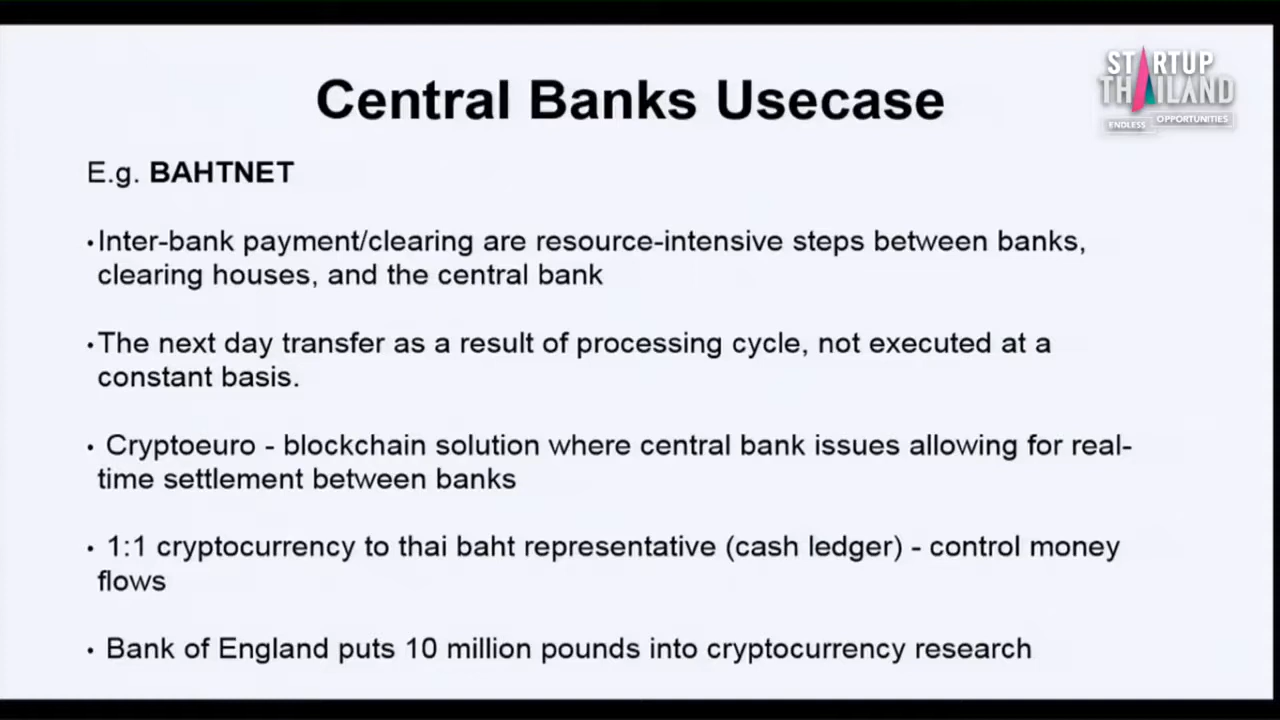 STARTUP
THAILAND
ENDLESS OPPORTUNITIES
Central Banks Usecase
E.g. BAHTNET
•Inter-bank payment/clearing are resource-intensive steps between banks,
clearing houses, and the central bank
•The next day transfer as a result of processing cycle, not executed at a
constant basis.
• Cryptoeuro - blockchain solution where central bank issues allowing for real-
time settlement between banks
• 1:1 cryptocurrency to thai baht representative (cash ledger) - control money
flows
• Bank of England puts 10 million pounds into cryptocurrency research